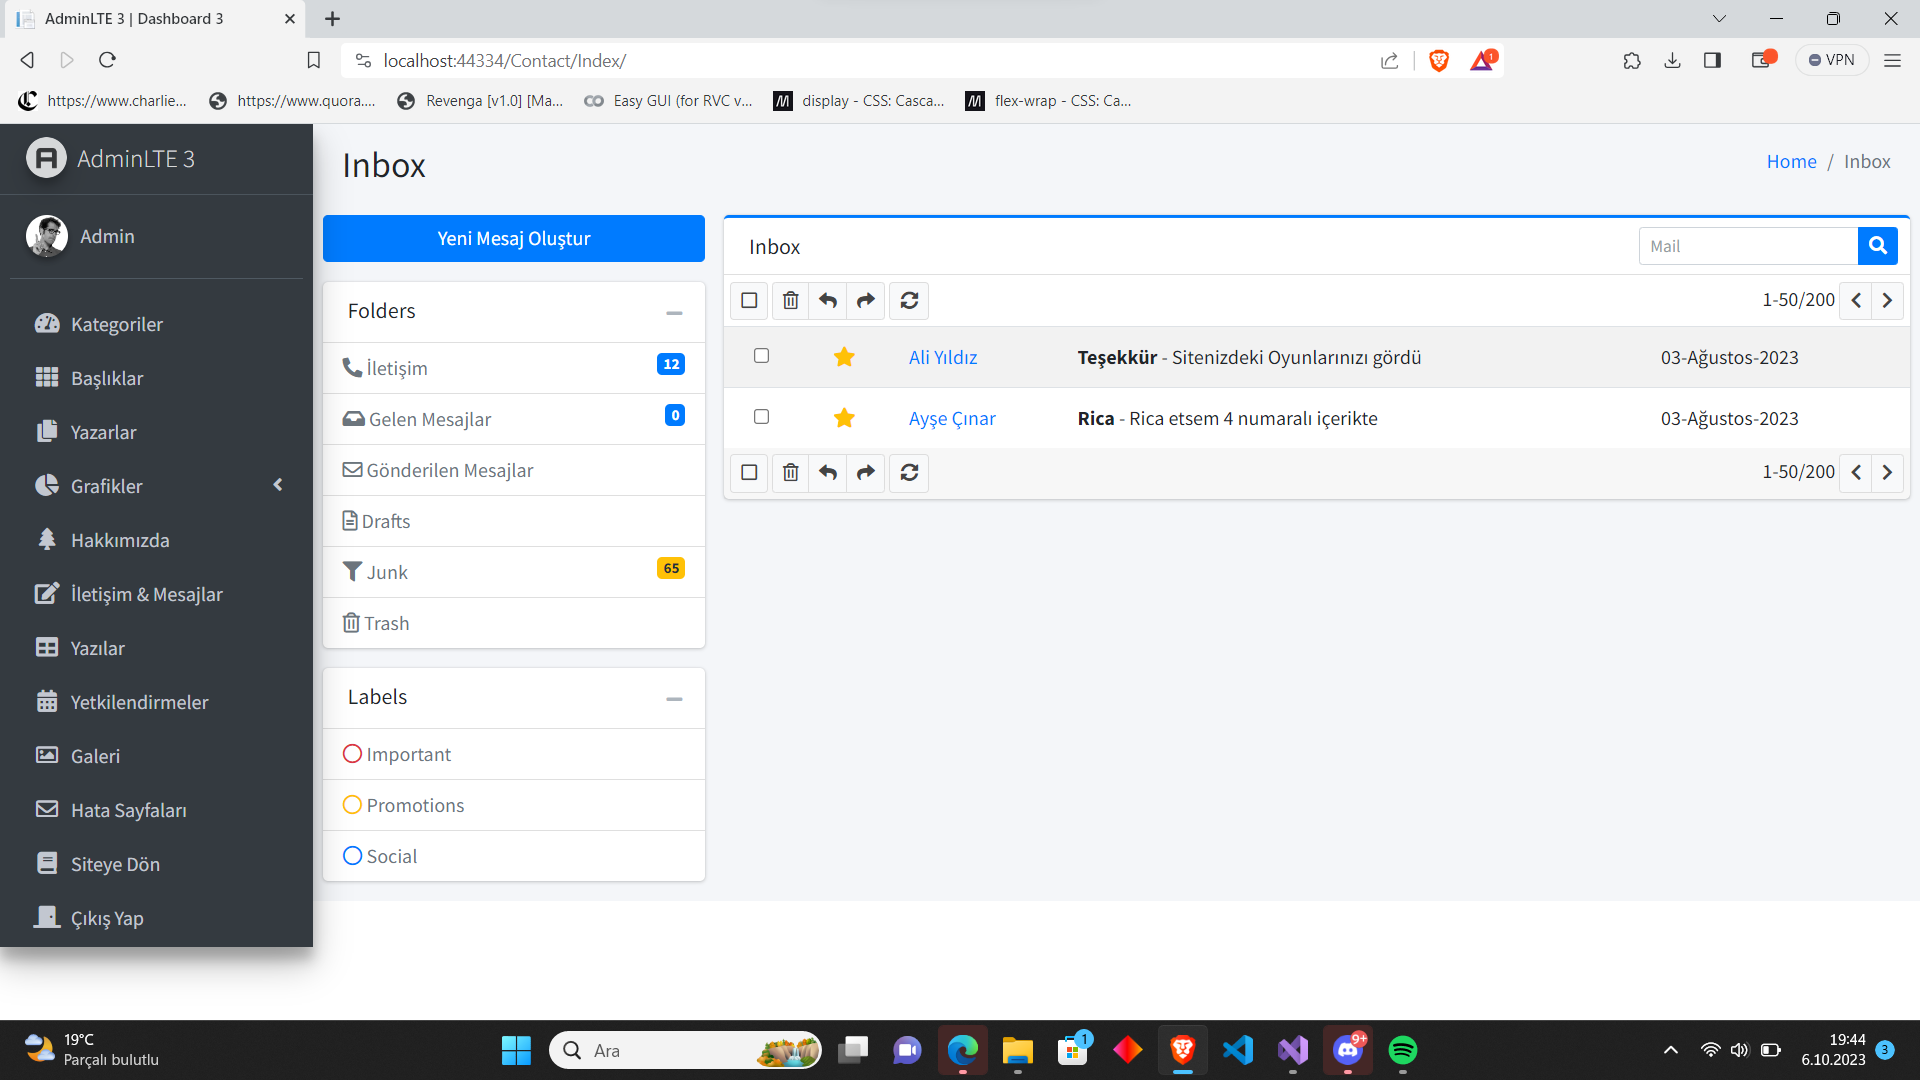 AdminLTE 3 | Dashboard 3
localhost:44334/Contact/Index/
1
VPN
https://www.charlie...
https://www.quora....
Revenga [v1.0] [Ma...
Easy GUI (for RVC v...
display - CSS: Casca...
flex-wrap - CSS: Ca...
AdminLTE 3
Admin
Kategoriler
Başlıklar
Yazarlar
Grafikler
Hakkımızda
İletişim & Mesajlar
Yazılar
Yetkilendirmeler
Galeri
Hata Sayfaları
Siteye Dön
Çıkış Yap
Inbox
Home / Inbox
Yeni Mesaj Oluştur
Folders
İletişim 12
Gelen Mesajlar 0
Gönderilen Mesajlar
Drafts
Junk 65
Trash
Labels
Important
Promotions
Social
Inbox
Mail
1-50/200
Ali Yıldız Teşekkür - Sitenizdeki Oyunlarınızı gördü 03-Ağustos-2023
Ayşe Çınar Rica - Rica etsem 4 numaralı içerikte 03-Ağustos-2023
1-50/200
19°C
Parçalı bulutlu
Ara
1
9+
19:44
6.10.2023
3